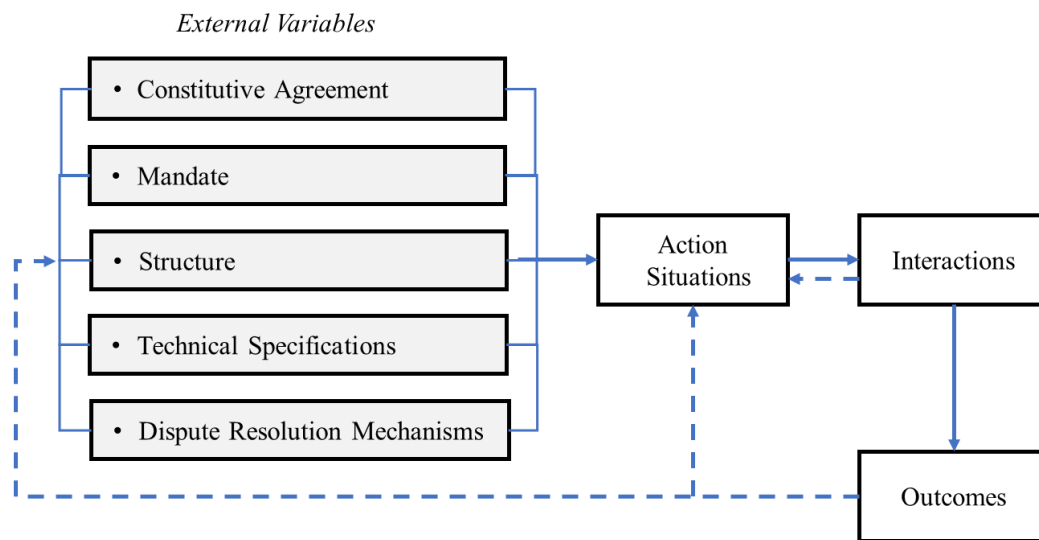 External Variables
• Constitutive Agreement
• Mandate
• Structure
• Technical Specifications
• Dispute Resolution Mechanisms
Action
Situations
Interactions
Outcomes